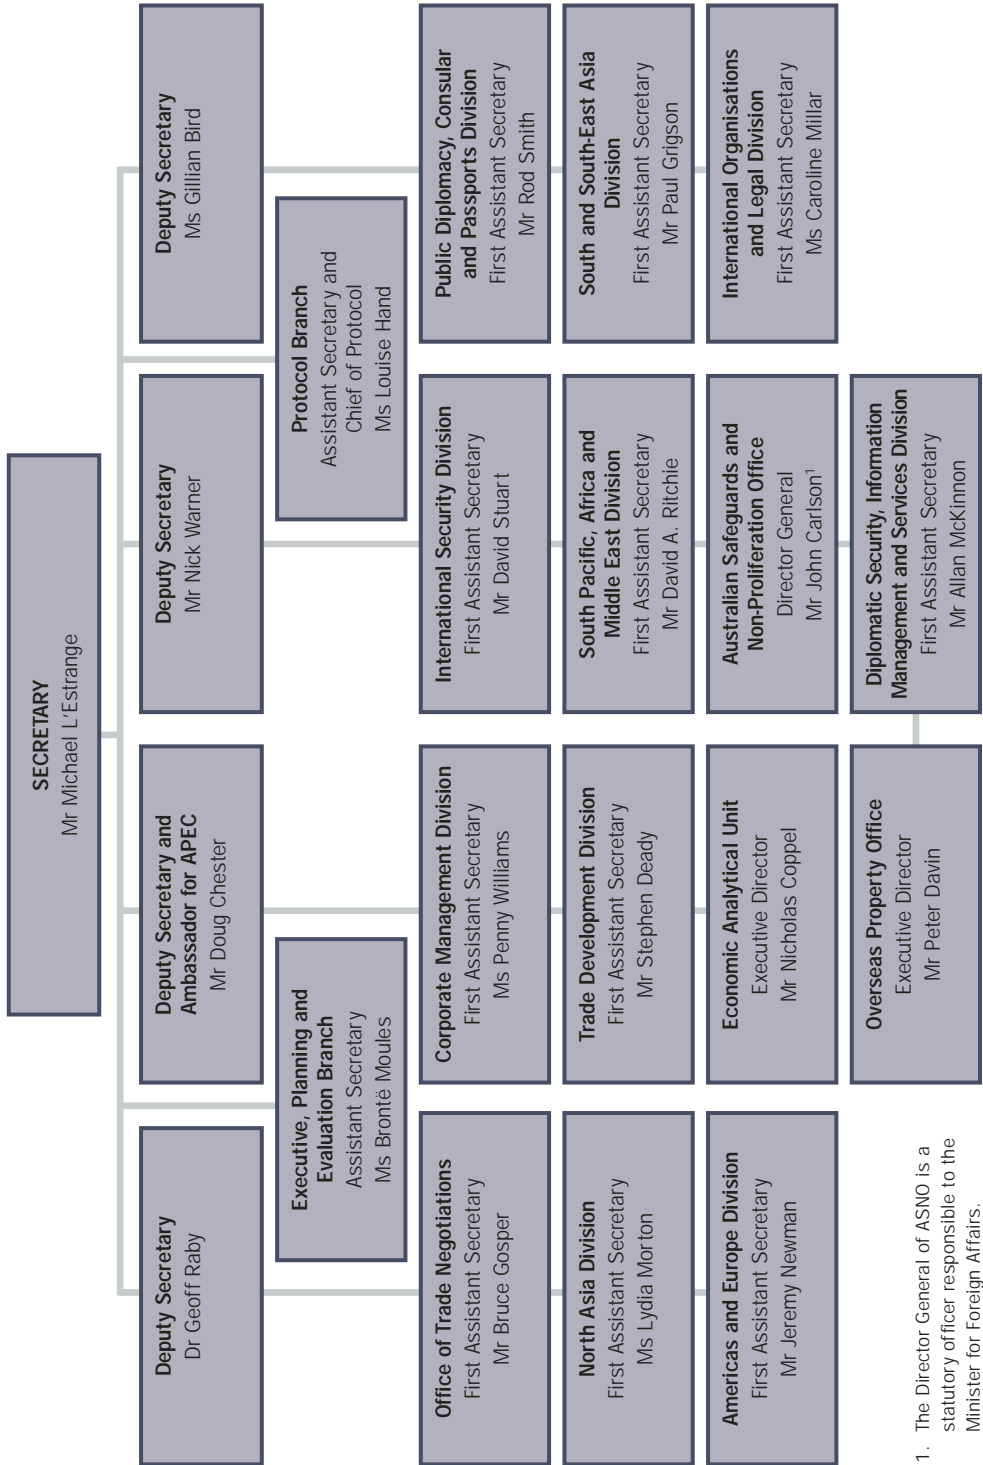 SECRETARY
Mr Michael L'Estrange
Deputy Secretary
Dr Geoff Raby
Deputy Secretary and
Ambassador for APEC
Mr Doug Chester
Deputy Secretary
Mr Nick Warner
Deputy Secretary
Ms Gillian Bird
Executive, Planning and
Evaluation Branch
Assistant Secretary
Ms Brontë Moules
Protocol Branch
Assistant Secretary and
Chief of Protocol
Ms Louise Hand
Office of Trade Negotiations
First Assistant Secretary
Mr Bruce Gosper
Corporate Management Division
First Assistant Secretary
Ms Penny Williams
International Security Division
First Assistant Secretary
Mr David Stuart
Public Diplomacy, Consular
and Passports Division
First Assistant Secretary
Mr Rod Smith
North Asia Division
First Assistant Secretary
Ms Lydia Morton
Trade Development Division
First Assistant Secretary
Mr Stephen Deady
South Pacific, Africa and
Middle East Division
First Assistant Secretary
Mr David A. Ritchie
South and South-East Asia
Division
First Assistant Secretary
Mr Paul Grigson
Americas and Europe Division
First Assistant Secretary
Mr Jeremy Newman
Economic Analytical Unit
Executive Director
Mr Nicholas Coppel
Australian Safeguards and
Non-Proliferation Office
Director General
Mr John Carlson¹
International Organisations
and Legal Division
First Assistant Secretary
Ms Caroline Millar
Overseas Property Office
Executive Director
Mr Peter Davin
Diplomatic Security, Information
Management and Services Division
First Assistant Secretary
Mr Allan McKinnon
1. The Director General of ASNO is a
statutory officer responsible to the
Minister for Foreign Affairs.